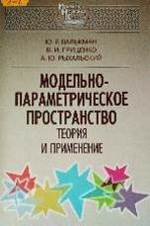 Ю.Р. ВАЛЬКМАН
В.И. ГРИЦЕНКО
А.Ю. РЫХАЛЬСКИЙ
МОДЕЛЬНО-
ПАРАМЕТРИЧЕСКОЕ
ПРОСТРАНСТВО
ТЕОРИЯ
И ПРИМЕНЕНИЕ